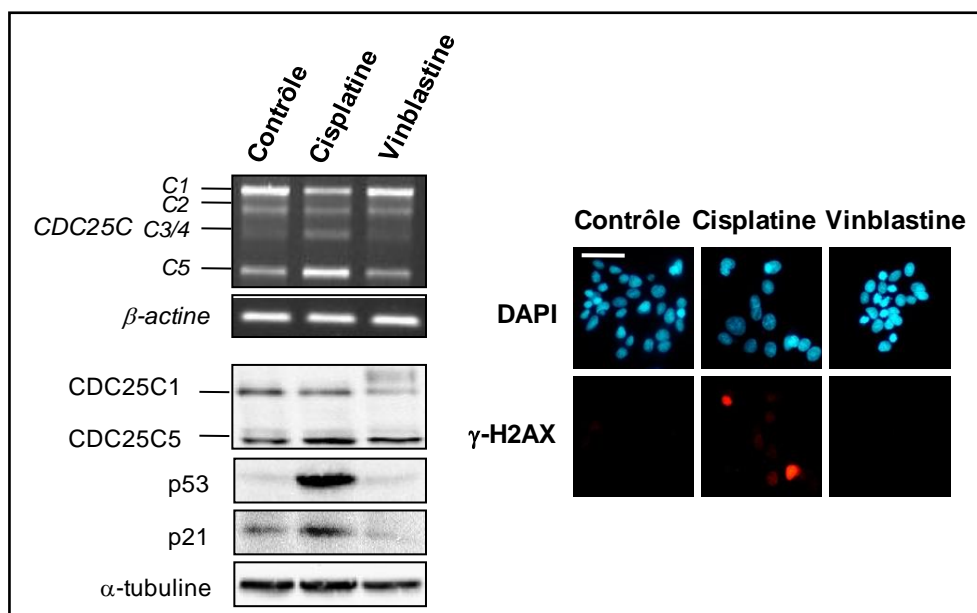 Contrôle
Cisplatine
Vinblastine
C1
C2
CDC25C
C3/4
C5
β-actine
CDC25C1
CDC25C5
p53
p21
α-tubuline
Contrôle Cisplatine Vinblastine
DAPI
γ-H2AX